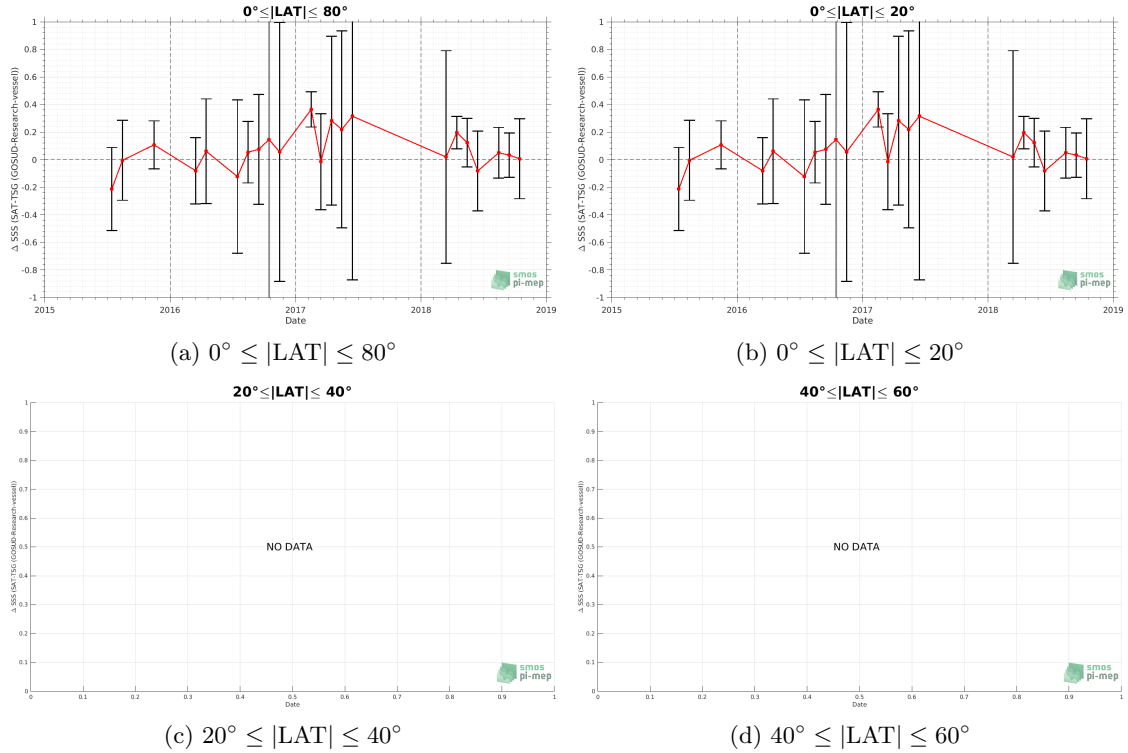 0°≤|LAT|≤ 80°
1
0.8
0.6
0.4
0.2
0
-0.2
-0.4
-0.6
-0.8
-1
Δ SSS (SAT-TSG (GOSUD-Research-vessel))
2015 2016 2017 2018 2019
Date
smos
pi-mep
(a) 0° ≤ |LAT| ≤ 80°
0°≤|LAT|≤ 20°
1
0.8
0.6
0.4
0.2
0
-0.2
-0.4
-0.6
-0.8
-1
Δ SSS (SAT-TSG (GOSUD-Research-vessel))
2015 2016 2017 2018 2019
Date
smos
pi-mep
(b) 0° ≤ |LAT| ≤ 20°
20°≤|LAT|≤ 40°
1
0.9
0.8
0.7
0.6
0.5
0.4
0.3
0.2
0.1
0
Δ SSS (SAT-TSG (GOSUD-Research-vessel))
NO DATA
0 0.1 0.2 0.3 0.4 0.5 0.6 0.7 0.8 0.9 1
Date
smos
pi-mep
(c) 20° ≤ |LAT| ≤ 40°
40°≤|LAT|≤ 60°
1
0.9
0.8
0.7
0.6
0.5
0.4
0.3
0.2
0.1
0
Δ SSS (SAT-TSG (GOSUD-Research-vessel))
NO DATA
0 0.1 0.2 0.3 0.4 0.5 0.6 0.7 0.8 0.9 1
Date
smos
pi-mep
(d) 40° ≤ |LAT| ≤ 60°